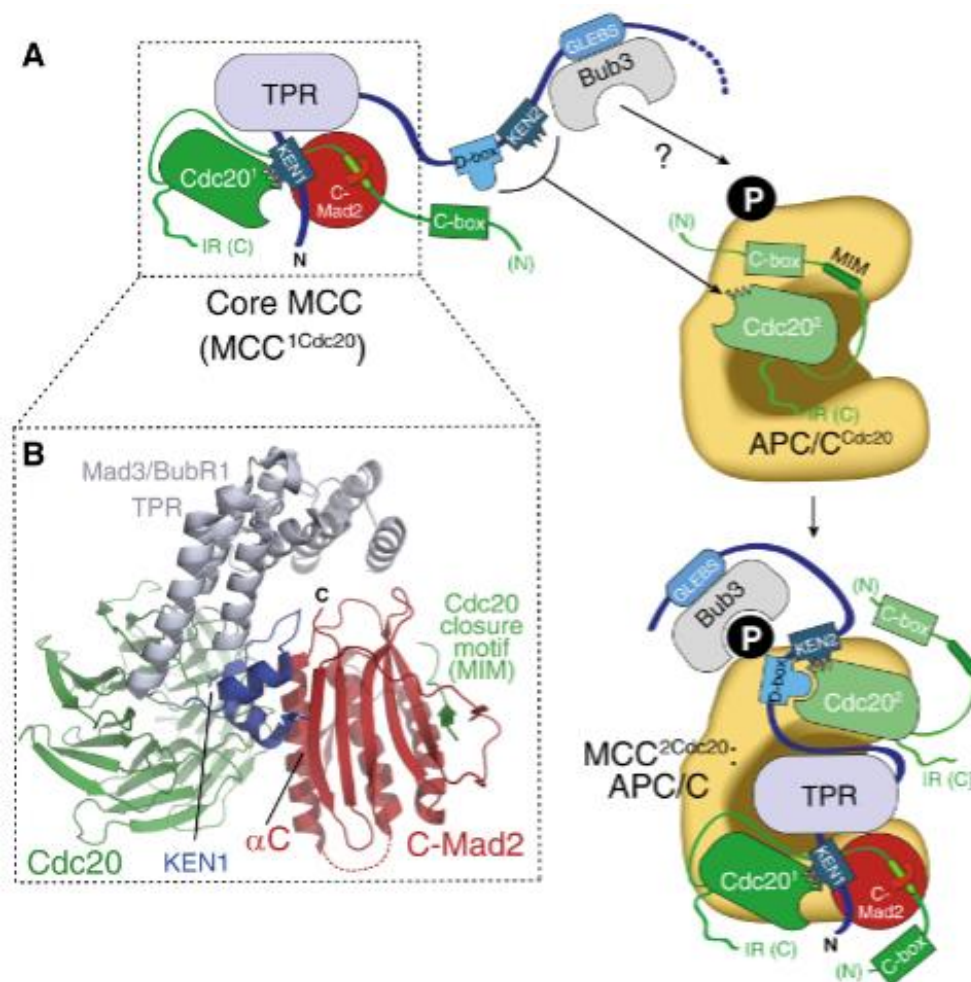 A
TPR
GLEBS
Bub3
KEN2
D-box
?
KEN1
Cdc20¹
C-
Mad2
C-box
IR (C)
N
(N)
Core MCC
(MCC¹ᶜᵈᶜ²⁰)
P
(N)
C-box
MIM
Cdc20²
IR (C)
APC/Cᶜᵈᶜ²⁰
B
Mad3/BubR1
TPR
C
Cdc20
closure
motif
(MIM)
Cdc20
KEN1
αC
C-Mad2
GLEBS
Bub3
P
KEN2
D-box
Cdc20²
(N)
C-box
IR (C)
MCC²ᶜᵈᶜ²⁰:
APC/C
TPR
Cdc20¹
KEN1
C-
Mad2
IR (C)
N
(N)
C-box